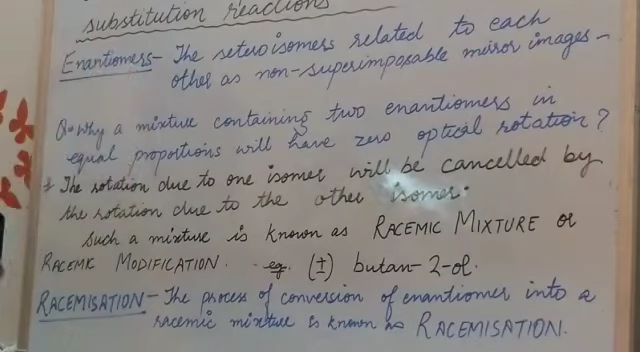 substitution reactions
Enantiomers - The seteroisomers related to each
other as non-superimposable mirror images -
Q- Why a mixture containing two enantiomers in
equal proportions will have zero optical rotation?
The rotation due to one isomer will be cancelled by
the rotation due to the other isomer.
Such a mixture is known as RACEMIC MIXTURE or
RACEMIC MODIFICATION. eg. (±) butan-2-ol.
RACEMISATION - The process of conversion of enantiomer into a
racemic mixture is known as RACEMISATION.